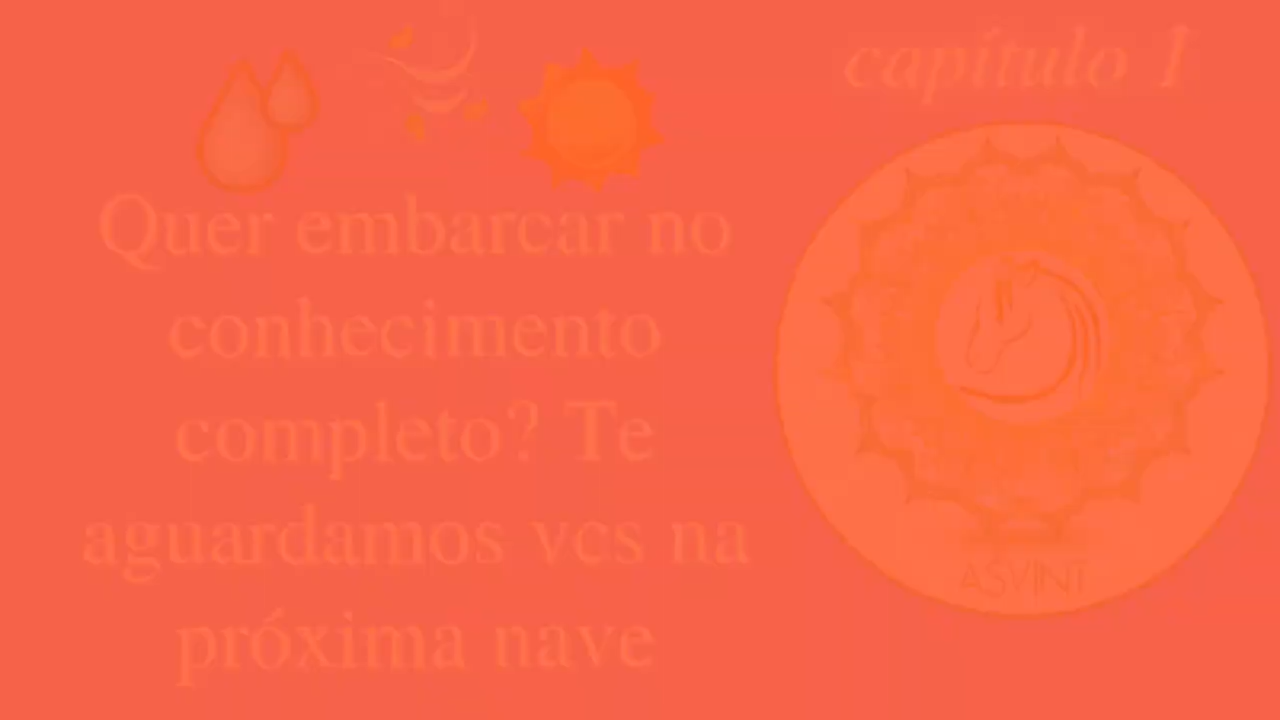 capítulo 1
Quer embarcar no
conhecimento
completo? Te
aguardamos vcs na
próxima nave
ASVINI